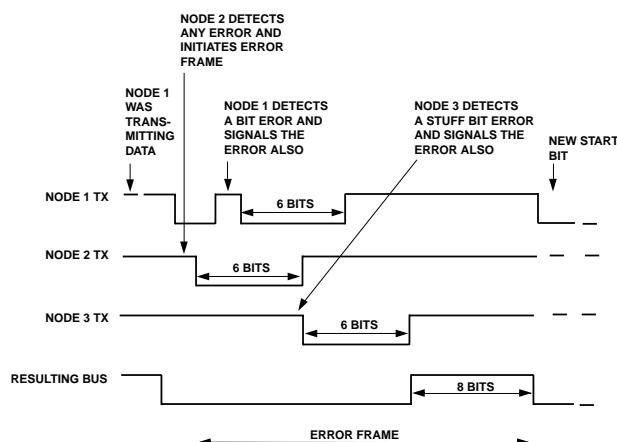 NODE 2 DETECTS
ANY ERROR AND
INITIATES ERROR
FRAME
NODE 1
WAS
TRANS-
MITTING
DATA
NODE 1 DETECTS
A BIT EROR AND
SIGNALS THE
ERROR ALSO
NODE 3 DETECTS
A STUFF BIT ERROR
AND SIGNALS THE
ERROR ALSO
NEW START
BIT
NODE 1 TX
6 BITS
NODE 2 TX
6 BITS
NODE 3 TX
6 BITS
RESULTING BUS
8 BITS
ERROR FRAME